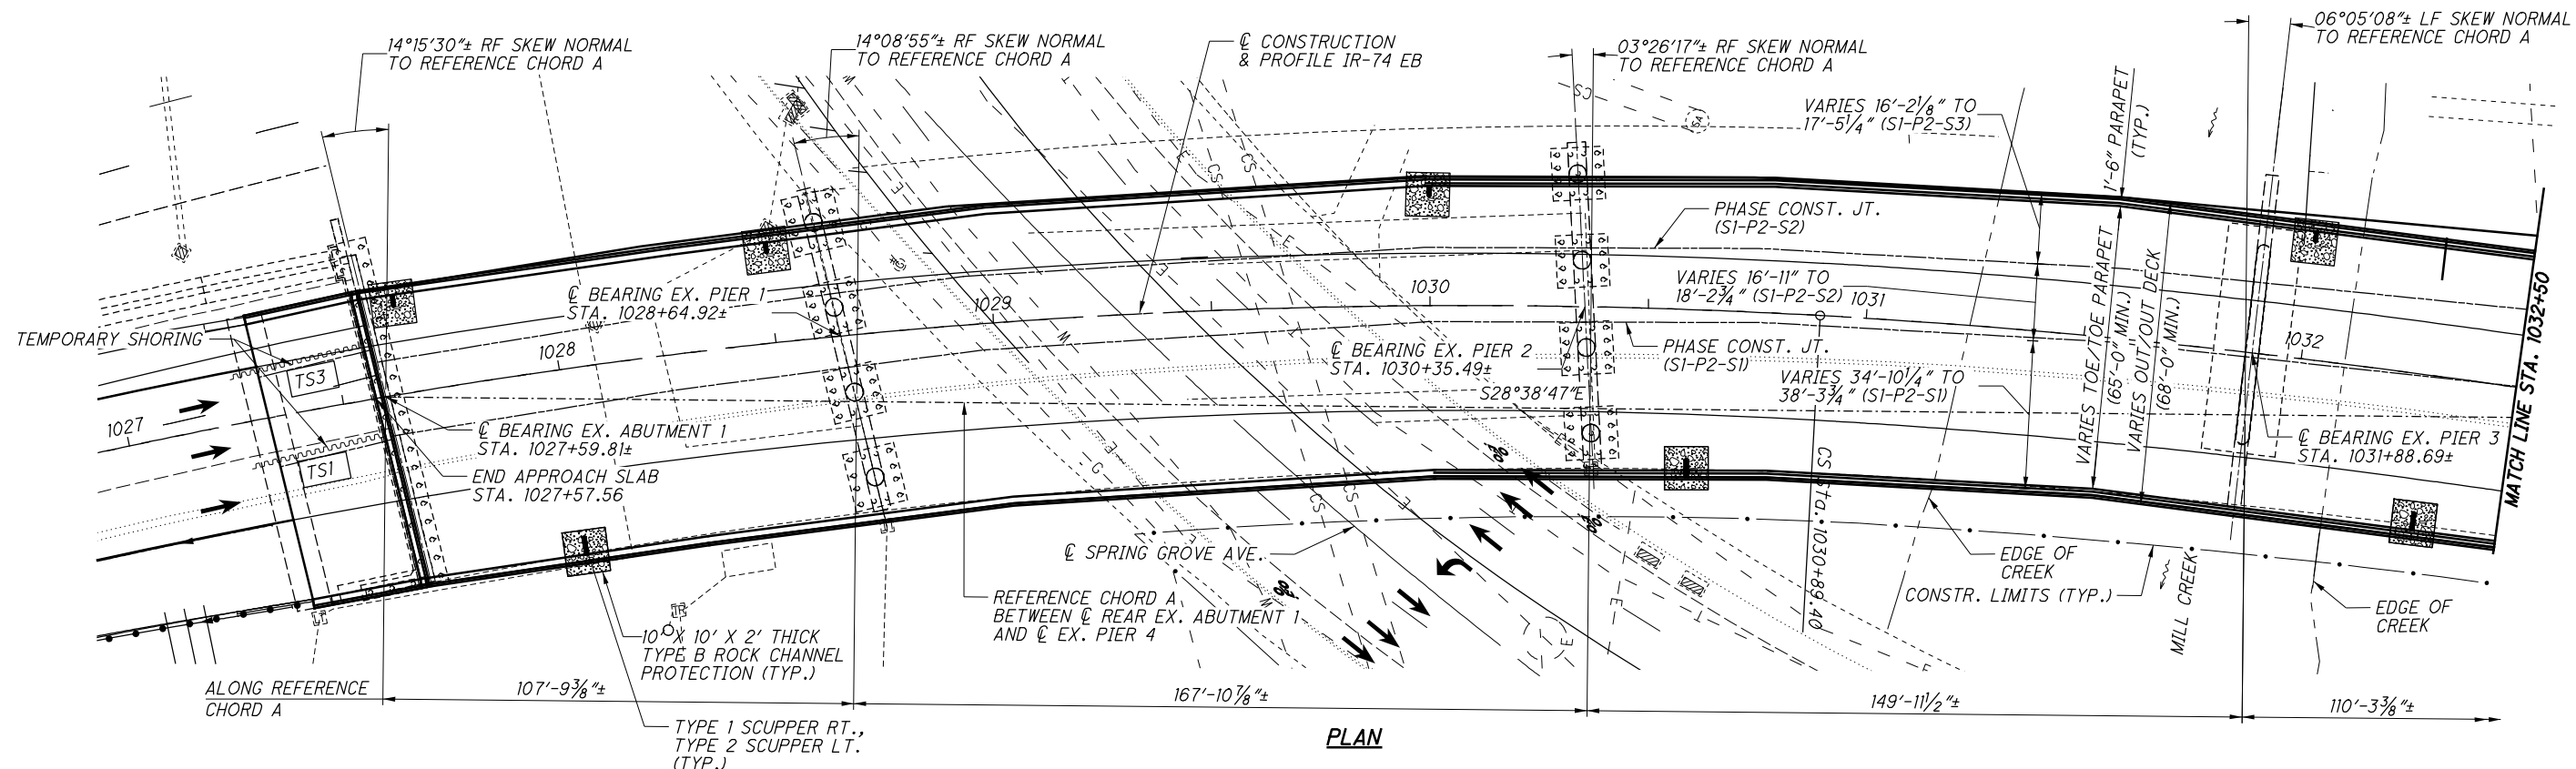 14°15'30"± RF SKEW NORMAL
TO REFERENCE CHORD A
14°08'55"± RF SKEW NORMAL
TO REFERENCE CHORD A
℄ CONSTRUCTION
& PROFILE IR-74 EB
03°26'17"± RF SKEW NORMAL
TO REFERENCE CHORD A
06°05'08"± LF SKEW NORMAL
TO REFERENCE CHORD A
VARIES 16'-2⅛" TO
17'-5¼" (S1-P2-S3)
1'-6" PARAPET
(TYP.)
PHASE CONST. JT.
(S1-P2-S2)
VARIES 16'-11" TO
18'-2¾" (S1-P2-S2)
1031
1030
1029
1028
1027
1032
℄ BEARING EX. PIER 1
STA. 1028+64.92±
TEMPORARY SHORING
TS3
TS1
℄ BEARING EX. PIER 2
STA. 1030+35.49±
PHASE CONST. JT.
(S1-P2-S1)
S28°38'47"E
VARIES 34'-10¼" TO
38'-3¾" (S1-P2-S1)
VARIES TOE/TOE PARAPET
(65'-0" MIN.)
VARIES OUT/OUT DECK
(68'-0" MIN.)
MATCH LINE STA. 1032+50
℄ BEARING EX. ABUTMENT 1
STA. 1027+59.81±
END APPROACH SLAB
STA. 1027+57.56
℄ BEARING EX. PIER 3
STA. 1031+88.69±
℄ SPRING GROVE AVE.
REFERENCE CHORD A
BETWEEN ℄ REAR EX. ABUTMENT 1
AND ℄ EX. PIER 4
CS Sta. 1030+89.40
EDGE OF
CREEK
CONSTR. LIMITS (TYP.)
MILL CREEK
EDGE OF
CREEK
10' X 10' X 2' THICK
TYPE B ROCK CHANNEL
PROTECTION (TYP.)
TYPE 1 SCUPPER RT.,
TYPE 2 SCUPPER LT.
(TYP.)
ALONG REFERENCE
CHORD A
107'-9⅜"±
167'-10⅞"±
149'-11½"±
110'-3⅜"±
PLAN
CS
CS
CS
CS
CS
E
E
E
E
M
M
M
G